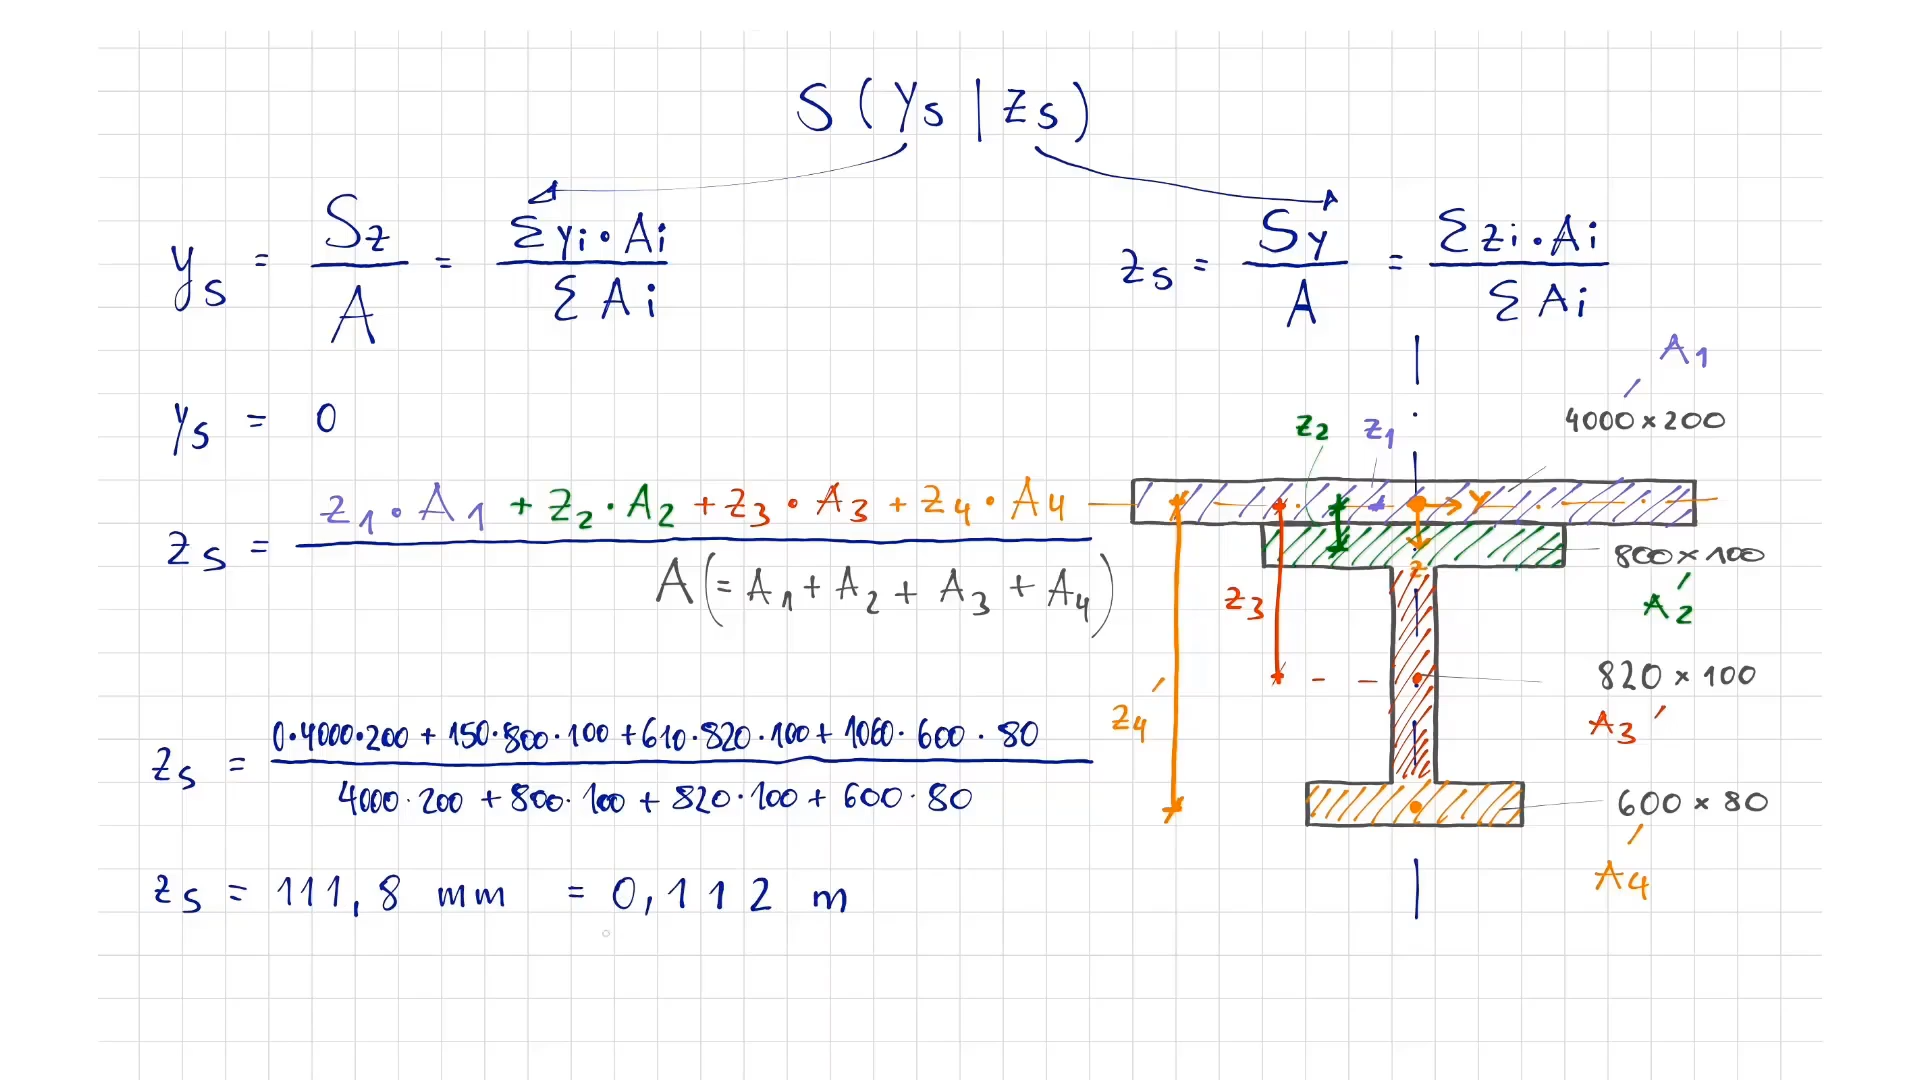 S ( ys | zs )
ys = Sz / A = Σ yi · Ai / Σ Ai
zs = Sy / A = Σ zi · Ai / Σ Ai
ys = 0
zs = z1 · A1 + z2 · A2 + z3 · A3 + z4 · A4 / A (= A1 + A2 + A3 + A4)
zs = 0·4000·200 + 150·800·100 + 610·820·100 + 1060·600·80 / 4000·200 + 800·100 + 820·100 + 600·80
zs = 111,8 mm = 0,112 m
A1
4000 x 200
z2 z1
y
z
800 x 100
A2
z3
820 x 100
A3
z4
600 x 80
A4